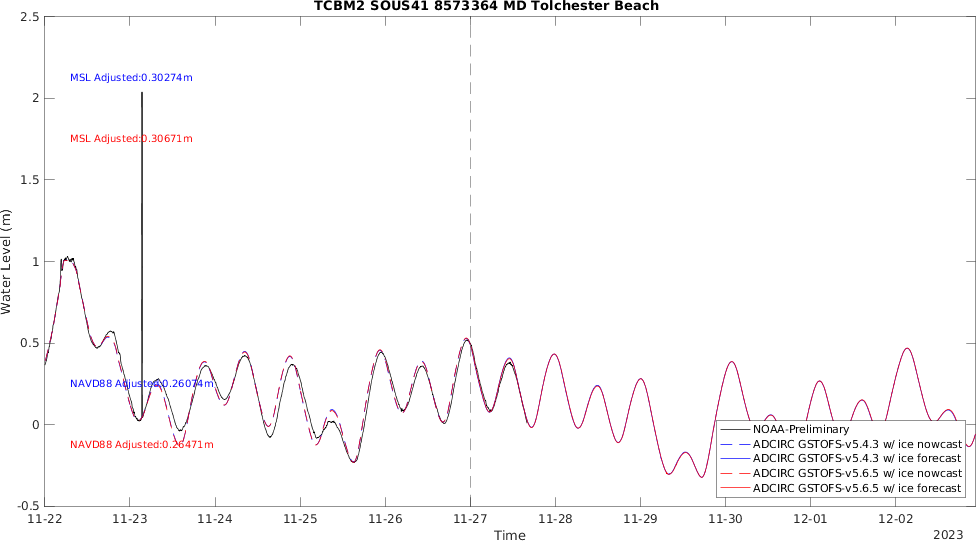 TCBM2 SOUS41 8573364 MD Tolchester Beach
Water Level (m)
2.5
2
1.5
1
0.5
0
-0.5
MSL Adjusted:0.30274m
MSL Adjusted:0.30671m
NAVD88 Adjusted:0.26074m
NAVD88 Adjusted:0.26471m
NOAA-Preliminary
ADCIRC GSTOFS-v5.4.3 w/ ice nowcast
ADCIRC GSTOFS-v5.4.3 w/ ice forecast
ADCIRC GSTOFS-v5.6.5 w/ ice nowcast
ADCIRC GSTOFS-v5.6.5 w/ ice forecast
11-22 11-23 11-24 11-25 11-26 11-27 11-28 11-29 11-30 12-01 12-02
Time
2023